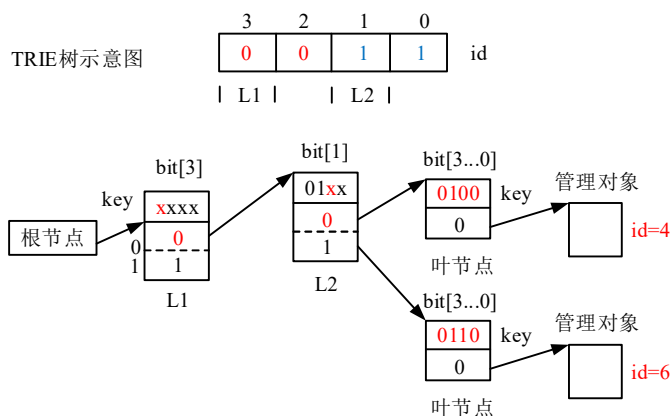 3 2 1 0
TRIE树示意图 0 0 1 1 id
L1 L2
bit[3] bit[1] bit[3...0]
管理对象
key xxxx 01xx 0100 key
根节点 0 0 0 id=4
0 1
1 1 叶节点
L1 L2 bit[3...0]
管理对象
0110 key
0 id=6
叶节点